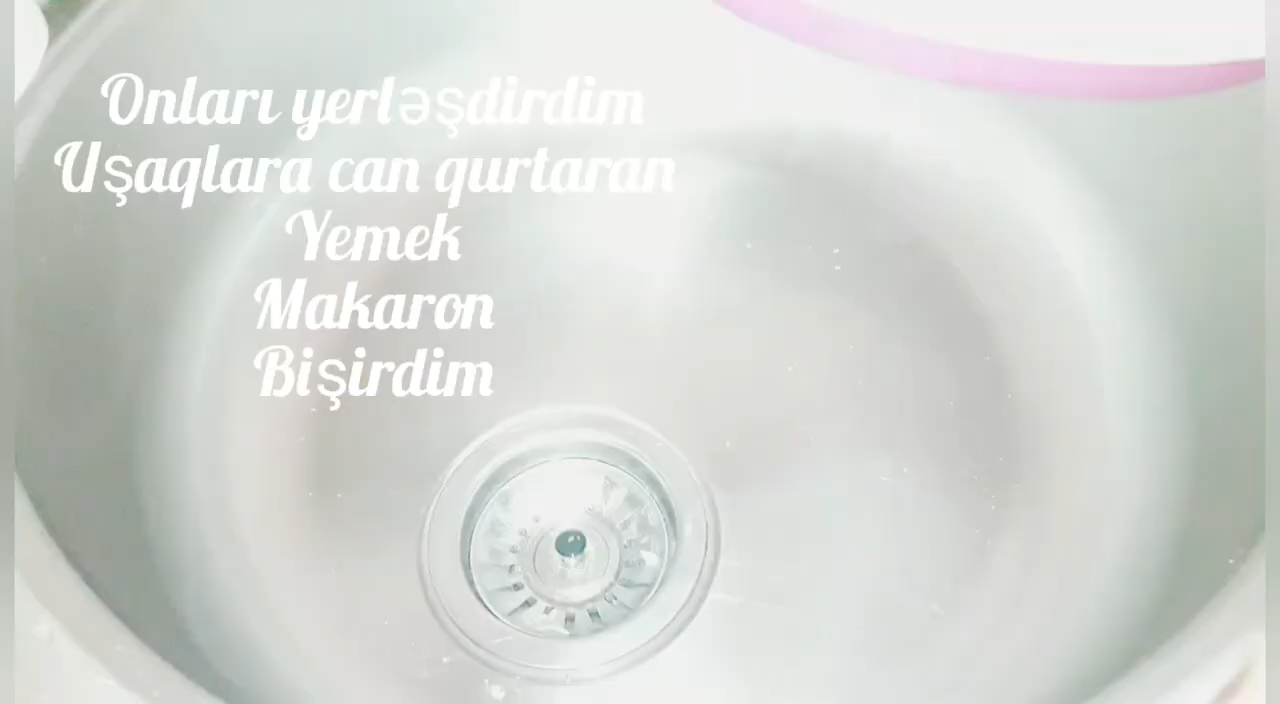 Onları yerləşdirdim
Uşaqlara can qurtaran
Yemek
Makaron
Bişirdim